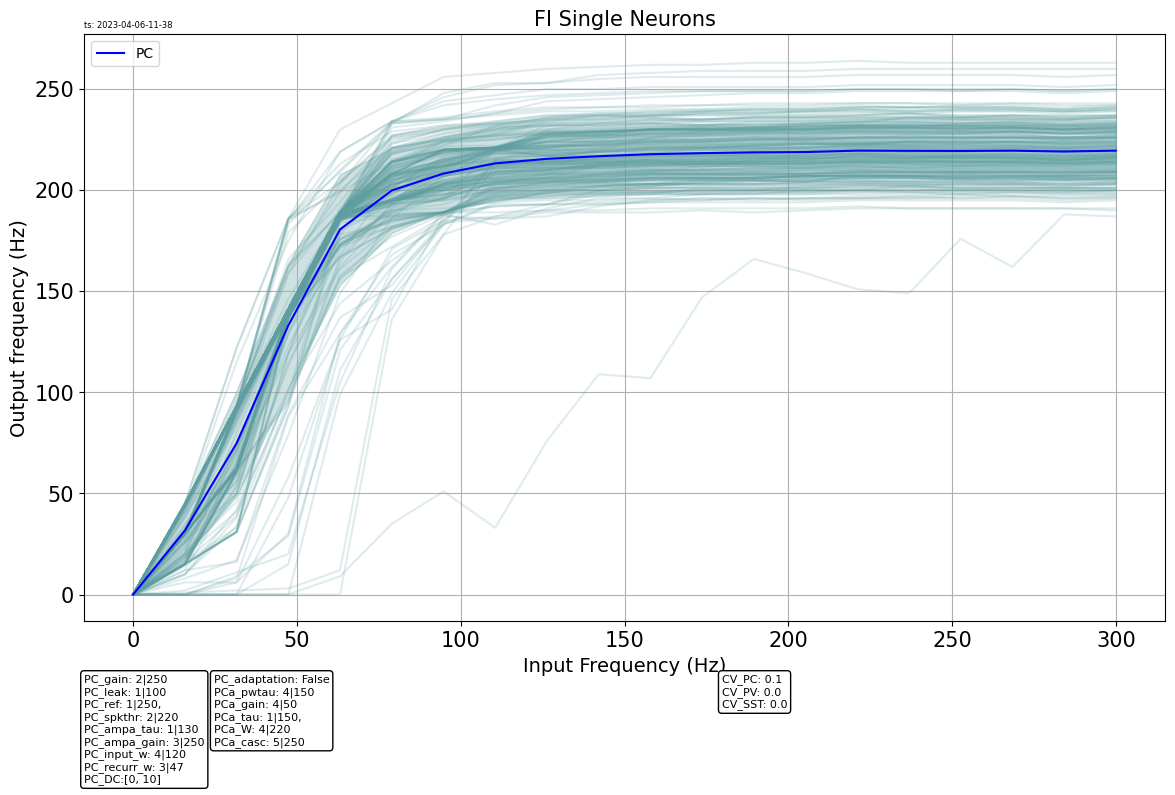 FI Single Neurons
ts: 2023-04-06-11-38
PC
250
200
150
100
50
0
Output frequency (Hz)
0 50 100 150 200 250 300
Input Frequency (Hz)
PC_gain: 2|250
PC_leak: 1|100
PC_ref: 1|250,
PC_spkthr: 2|220
PC_ampa_tau: 1|130
PC_ampa_gain: 3|250
PC_input_w: 4|120
PC_recurr_w: 3|47
PC_DC:[0, 10]
PC_adaptation: False
PCa_pwtau: 4|150
PCa_gain: 4|50
PCa_tau: 1|150,
PCa_W: 4|220
PCa_casc: 5|250
CV_PC: 0.1
CV_PV: 0.0
CV_SST: 0.0